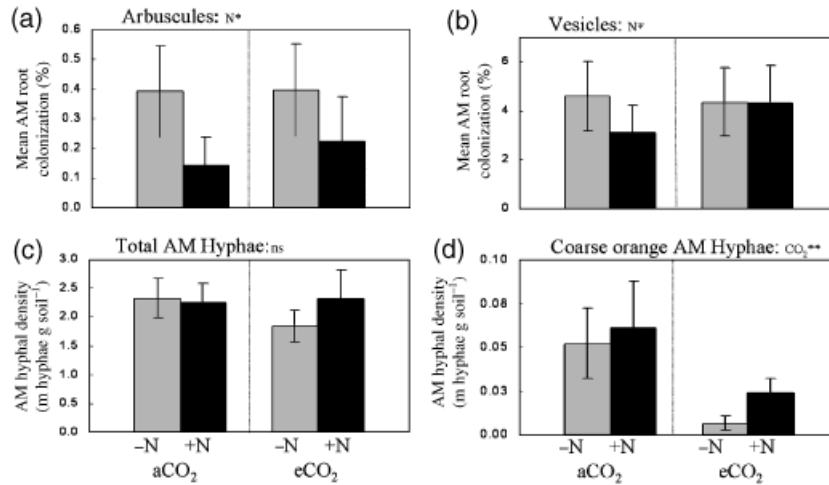 (a)
Arbuscules: N*
Mean AM root
colonization (%)
0.6
0.5
0.4
0.3
0.2
0.1
0.0
(b)
Vesicles: N
Mean AM root
colonization (%)
6
4
2
0
(c)
Total AM Hyphae: ns
AM hyphal density
(m hyphae g soil⁻¹)
3.0
2.5
2.0
1.5
1.0
0.5
0.0
–N +N –N +N
aCO₂ eCO₂
(d)
Coarse orange AM Hyphae: CO₂**
AM hyphal density
(m hyphae g soil⁻¹)
0.10
0.08
0.05
0.03
0.00
–N +N –N +N
aCO₂ eCO₂